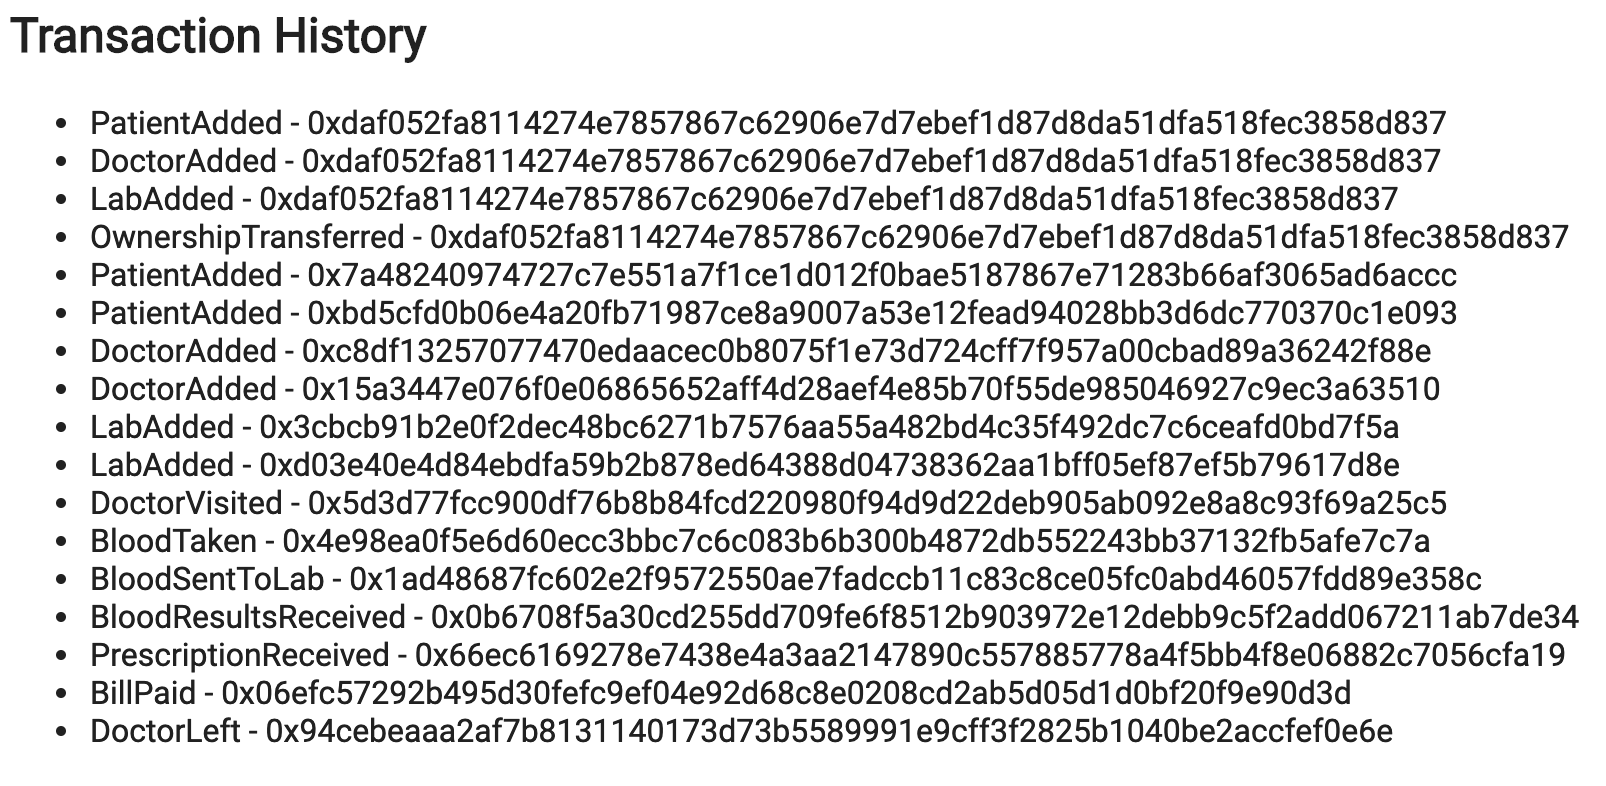 Transaction History
• PatientAdded - 0xdaf052fa8114274e7857867c62906e7d7ebef1d87d8da51dfa518fec3858d837
• DoctorAdded - 0xdaf052fa8114274e7857867c62906e7d7ebef1d87d8da51dfa518fec3858d837
• LabAdded - 0xdaf052fa8114274e7857867c62906e7d7ebef1d87d8da51dfa518fec3858d837
• OwnershipTransferred - 0xdaf052fa8114274e7857867c62906e7d7ebef1d87d8da51dfa518fec3858d837
• PatientAdded - 0x7a48240974727c7e551a7f1ce1d012f0bae5187867e71283b66af3065ad6accc
• PatientAdded - 0xbd5cfd0b06e4a20fb71987ce8a9007a53e12fead94028bb3d6dc770370c1e093
• DoctorAdded - 0xc8df13257077470edaacec0b8075f1e73d724cff7f957a00cbad89a36242f88e
• DoctorAdded - 0x15a3447e076f0e06865652aff4d28aef4e85b70f55de985046927c9ec3a63510
• LabAdded - 0x3cbcb91b2e0f2dec48bc6271b7576aa55a482bd4c35f492dc7c6ceafd0bd7f5a
• LabAdded - 0xd03e40e4d84ebdfa59b2b878ed64388d04738362aa1bff05ef87ef5b79617d8e
• DoctorVisited - 0x5d3d77fcc900df76b8b84fcd220980f94d9d22deb905ab092e8a8c93f69a25c5
• BloodTaken - 0x4e98ea0f5e6d60ecc3bbc7c6c083b6b300b4872db552243bb37132fb5afe7c7a
• BloodSentToLab - 0x1ad48687fc602e2f9572550ae7fadccb11c83c8ce05fc0abd46057fdd89e358c
• BloodResultsReceived - 0x0b6708f5a30cd255dd709fe6f8512b903972e12debb9c5f2add067211ab7de34
• PrescriptionReceived - 0x66ec6169278e7438e4a3aa2147890c557885778a4f5bb4f8e06882c7056cfa19
• BillPaid - 0x06efc57292b495d30fefc9ef04e92d68c8e0208cd2ab5d05d1d0bf20f9e90d3d
• DoctorLeft - 0x94cebeaaa2af7b8131140173d73b5589991e9cff3f2825b1040be2accfef0e6e